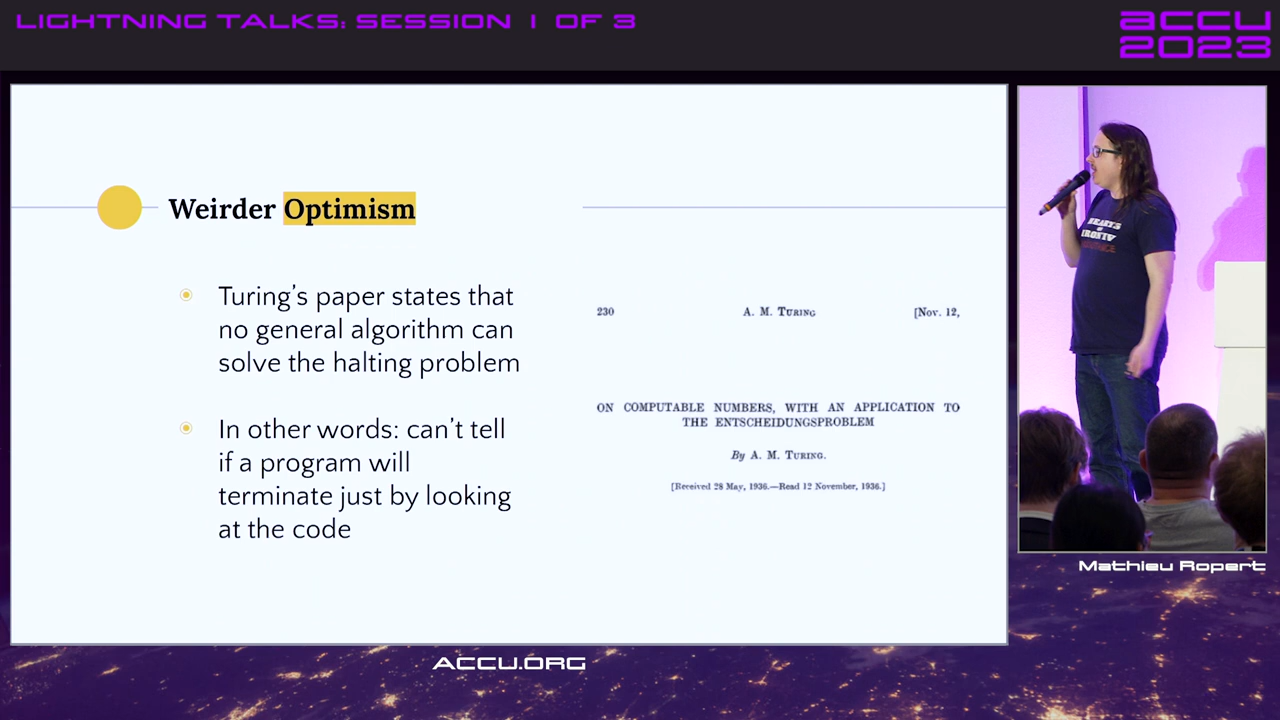 LIGHTNING TALKS: SESSION 1 OF 3
accu
2023
Weirder Optimism
Turing's paper states that
no general algorithm can
solve the halting problem
In other words: can't tell
if a program will
terminate just by looking
at the code
230 A. M. Turing [Nov. 12,
ON COMPUTABLE NUMBERS, WITH AN APPLICATION TO
THE ENTSCHEIDUNGSPROBLEM
By A. M. Turing.
[Received 28 May, 1936.—Read 12 November, 1936.]
HEARTS
IRON IV
Mathieu Ropert
ACCU.ORG